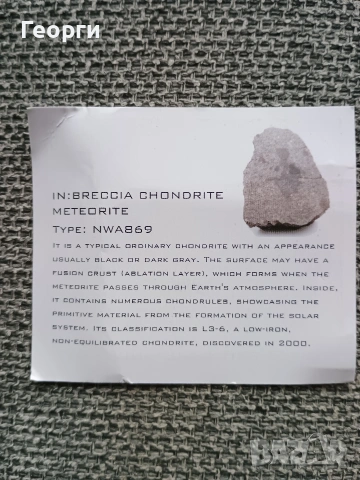 Георги
IN:BRECCIA CHONDRITE
METEORITE
TYPE: NWA869
IT IS A TYPICAL ORDINARY CHONDRITE WITH AN APPEARANCE
USUALLY BLACK OR DARK GRAY. THE SURFACE MAY HAVE A
FUSION CRUST (ABLATION LAYER), WHICH FORMS WHEN THE
METEORITE PASSES THROUGH EARTH'S ATMOSPHERE. INSIDE,
IT CONTAINS NUMEROUS CHONDRULES, SHOWCASING THE
PRIMITIVE MATERIAL FROM THE FORMATION OF THE SOLAR
SYSTEM. ITS CLASSIFICATION IS L3-6, A LOW-IRON,
NON-EQUILIBRATED CHONDRITE, DISCOVERED IN 2000.